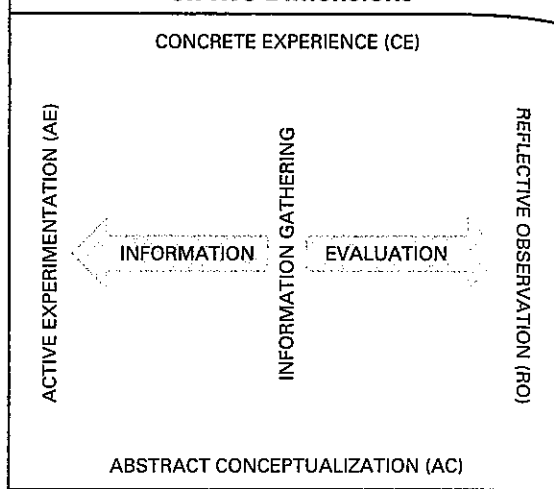 CONCRETE EXPERIENCE (CE)
ACTIVE EXPERIMENTATION (AE)
INFORMATION
INFORMATION GATHERING
EVALUATION
REFLECTIVE OBSERVATION (RO)
ABSTRACT CONCEPTUALIZATION (AC)